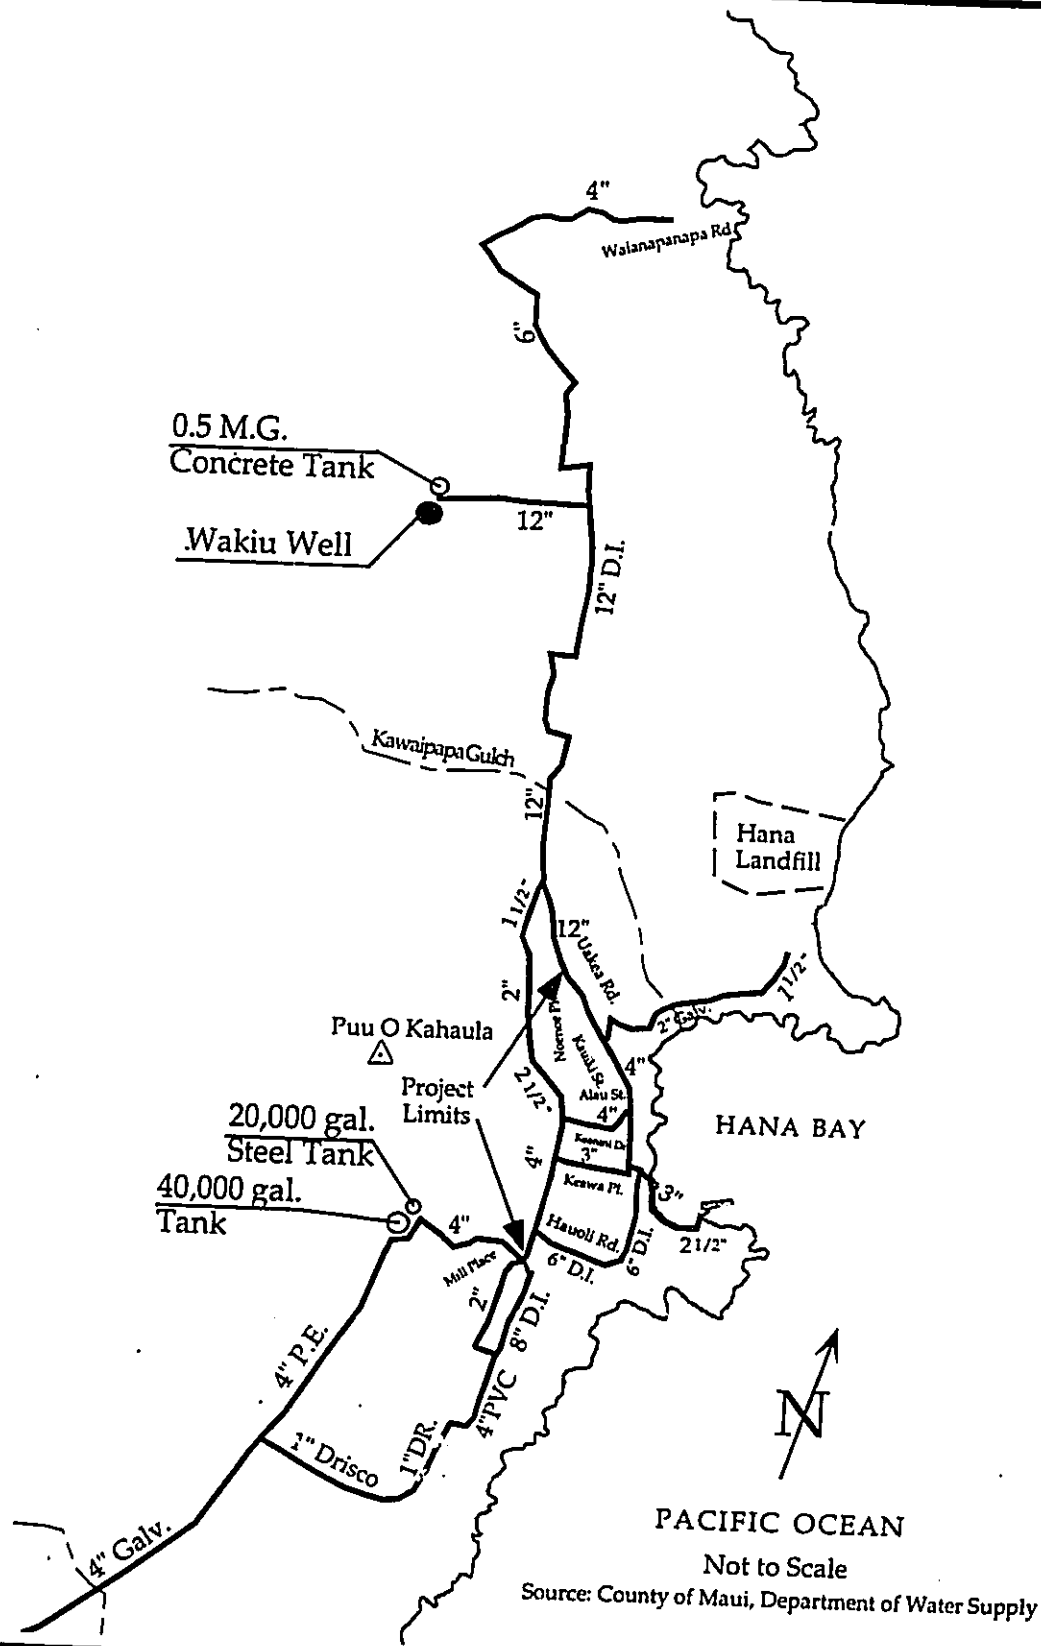 4"
Waianapanapa Rd.
6"
0.5 M.G.
Concrete Tank
12"
.Wakiu Well
12" D.I.
Kawaipapa Gulch
12"
Hana
Landfill
1 1/2"
12"
Uakea Rd.
1 1/2"
2"
Noenoe Pl.
2" Galv.
Puu O Kahaula
Kauiki St.
4"
2 1/2"
Project
Limits
Alau St.
4"
HANA BAY
20,000 gal.
Steel Tank
4"
3"
40,000 gal.
Tank
Keawa Pl.
3"
4"
Hauoli Rd.
6" D.I.
2 1/2"
Mill Place
6" D.I.
2"
8" D.I.
4" P.E.
4" PVC
N
1" Drisco
1" DR.
4" Galv.
PACIFIC OCEAN
Not to Scale
Source: County of Maui, Department of Water Supply